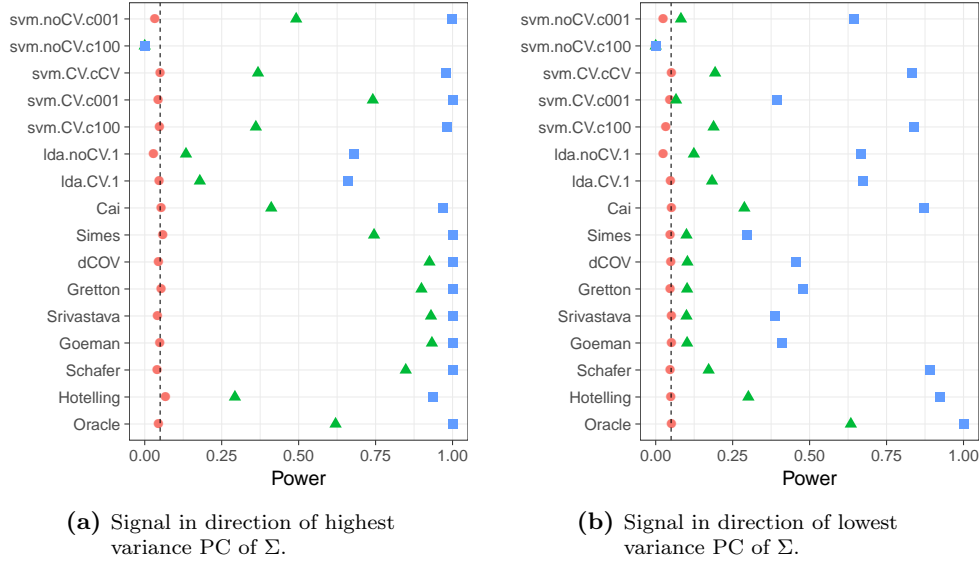 svm.noCV.c001
svm.noCV.c100
svm.CV.cCV
svm.CV.c001
svm.CV.c100
lda.noCV.1
lda.CV.1
Cai
Simes
dCOV
Gretton
Srivastava
Goeman
Schafer
Hotelling
Oracle
0.00 0.25 0.50 0.75 1.00
Power
(a) Signal in direction of highest
variance PC of Σ.
svm.noCV.c001
svm.noCV.c100
svm.CV.cCV
svm.CV.c001
svm.CV.c100
lda.noCV.1
lda.CV.1
Cai
Simes
dCOV
Gretton
Srivastava
Goeman
Schafer
Hotelling
Oracle
0.00 0.25 0.50 0.75 1.00
Power
(b) Signal in direction of lowest
variance PC of Σ.